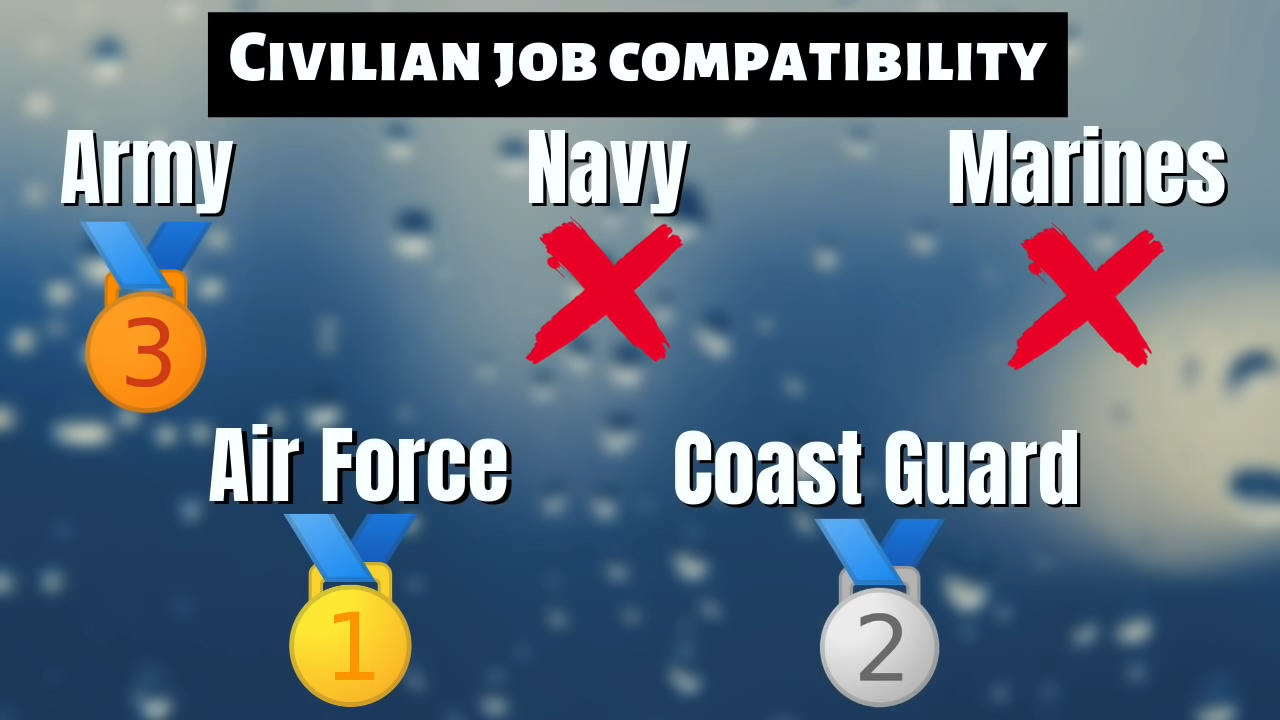 Civilian job compatibility
Army Navy Marines
3
Air Force Coast Guard
1 2